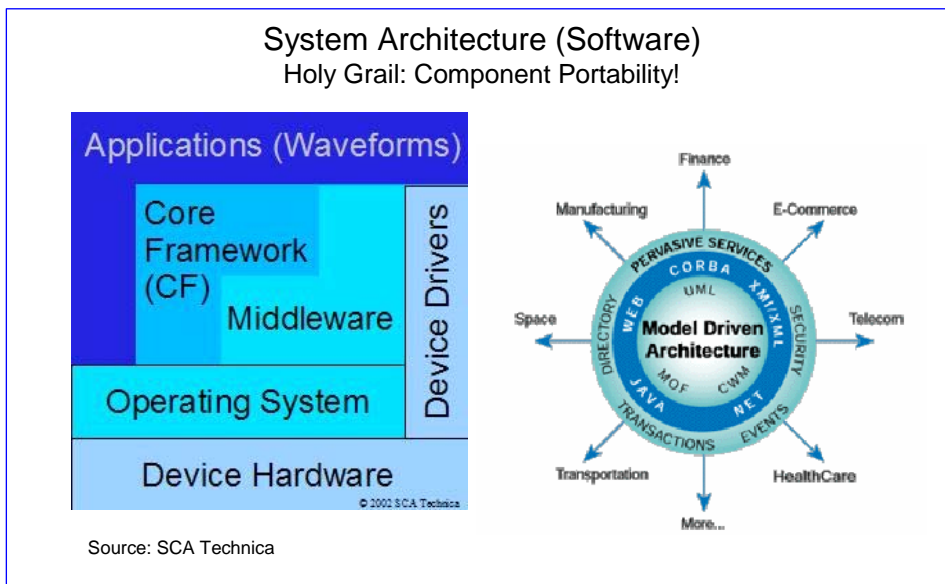 System Architecture (Software)
Holy Grail: Component Portability!
Applications (Waveforms)
Core
Framework
(CF)
Middleware
Device Drivers
Operating System
Device Hardware
© 2002 SCA Technica
Finance
Manufacturing
E-Commerce
Space
Telecom
Transportation
HealthCare
More...
PERVASIVE SERVICES
DIRECTORY
SECURITY
TRANSACTIONS
EVENTS
CORBA
WEB
XMI/XML
JAVA
NET
UML
Model Driven
Architecture
MOF
CWM
Source: SCA Technica